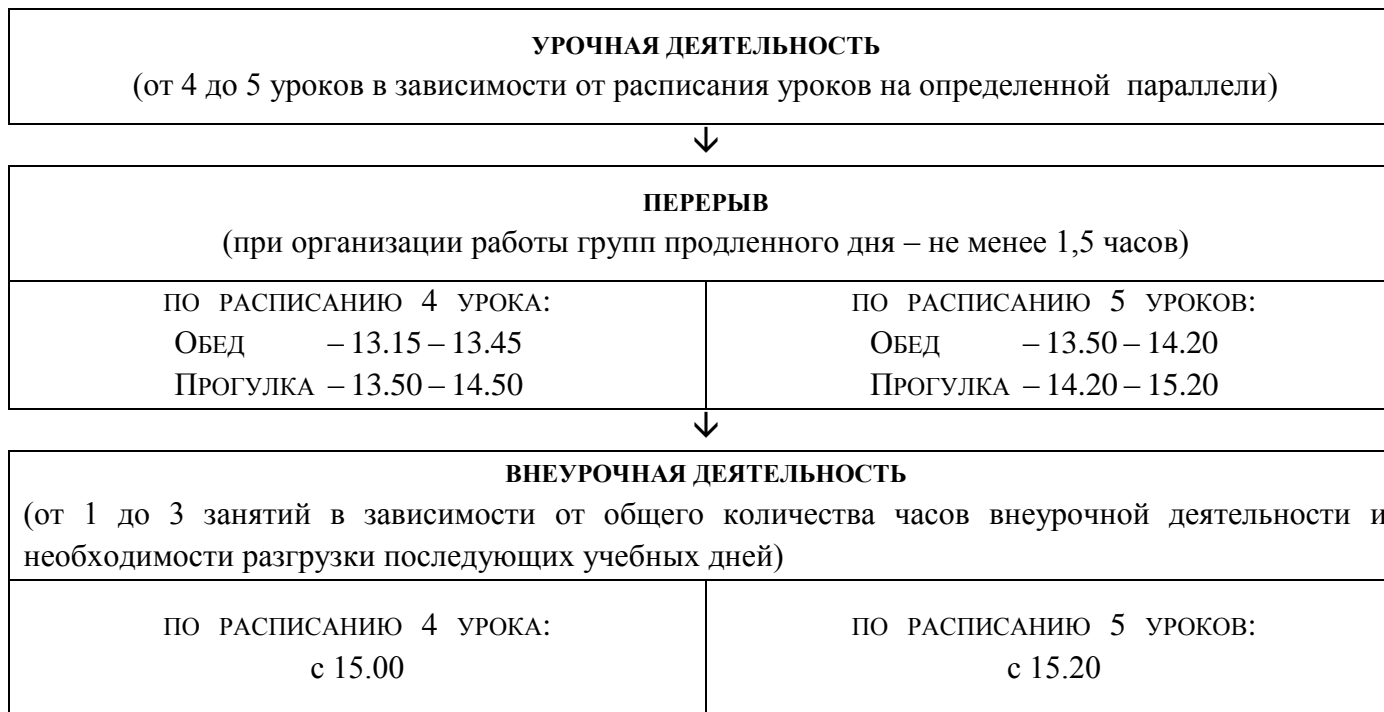 УРОЧНАЯ ДЕЯТЕЛЬНОСТЬ
(от 4 до 5 уроков в зависимости от расписания уроков на определенной параллели)
ПЕРЕРЫВ
(при организации работы групп продленного дня – не менее 1,5 часов)
ПО РАСПИСАНИЮ 4 УРОКА:
ОБЕД – 13.15 – 13.45
ПРОГУЛКА – 13.50 – 14.50
ПО РАСПИСАНИЮ 5 УРОКОВ:
ОБЕД – 13.50 – 14.20
ПРОГУЛКА – 14.20 – 15.20
ВНЕУРОЧНАЯ ДЕЯТЕЛЬНОСТЬ
(от 1 до 3 занятий в зависимости от общего количества часов внеурочной деятельности и
необходимости разгрузки последующих учебных дней)
ПО РАСПИСАНИЮ 4 УРОКА:
с 15.00
ПО РАСПИСАНИЮ 5 УРОКОВ:
с 15.20